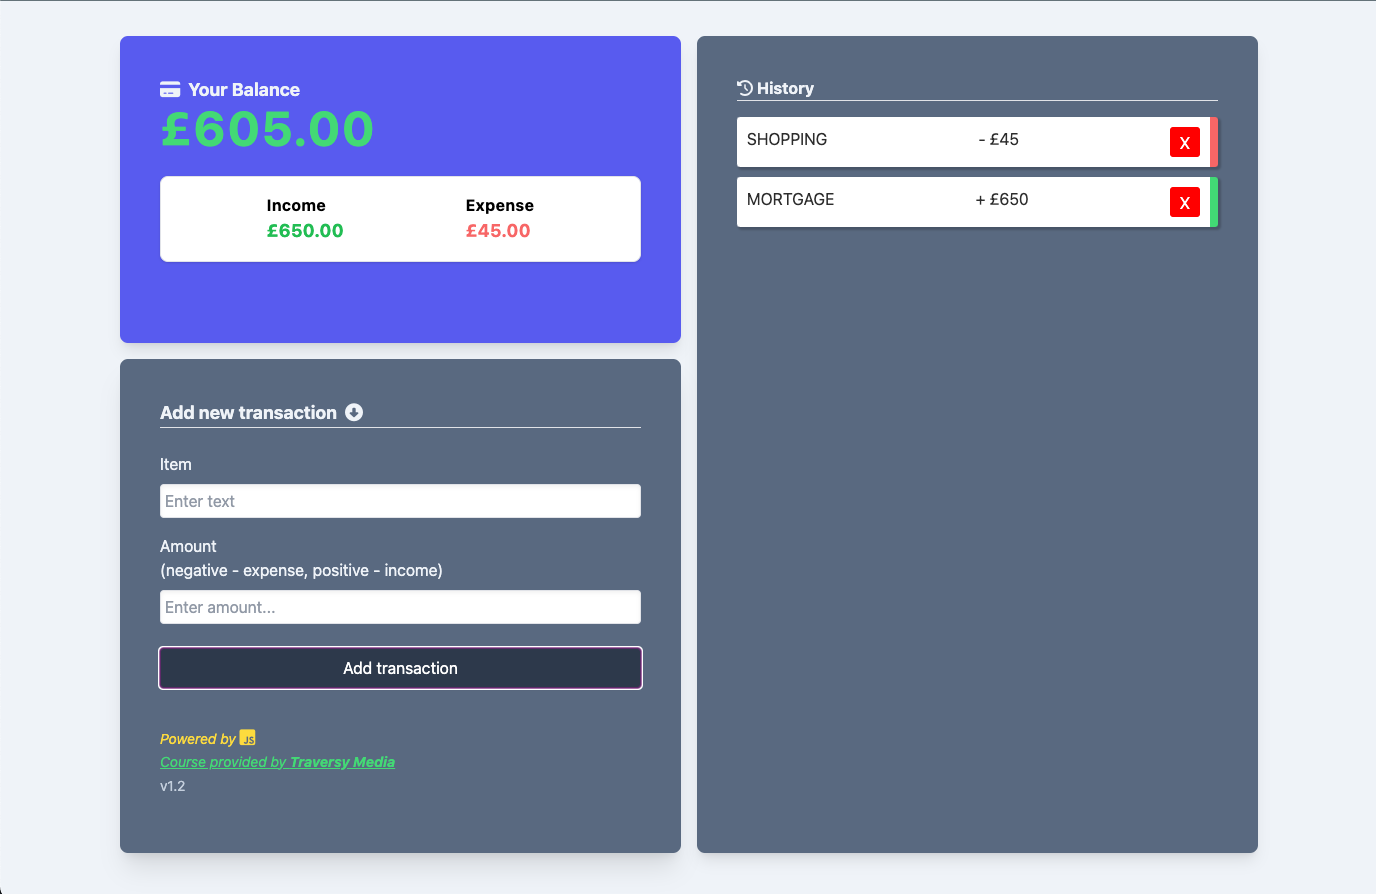 Your Balance
£605.00
Income
£650.00
Expense
£45.00
Add new transaction
Item
Enter text
Amount
(negative - expense, positive - income)
Enter amount...
Add transaction
Powered by JS
Course provided by Traversy Media
v1.2
History
SHOPPING - £45 X
MORTGAGE + £650 X